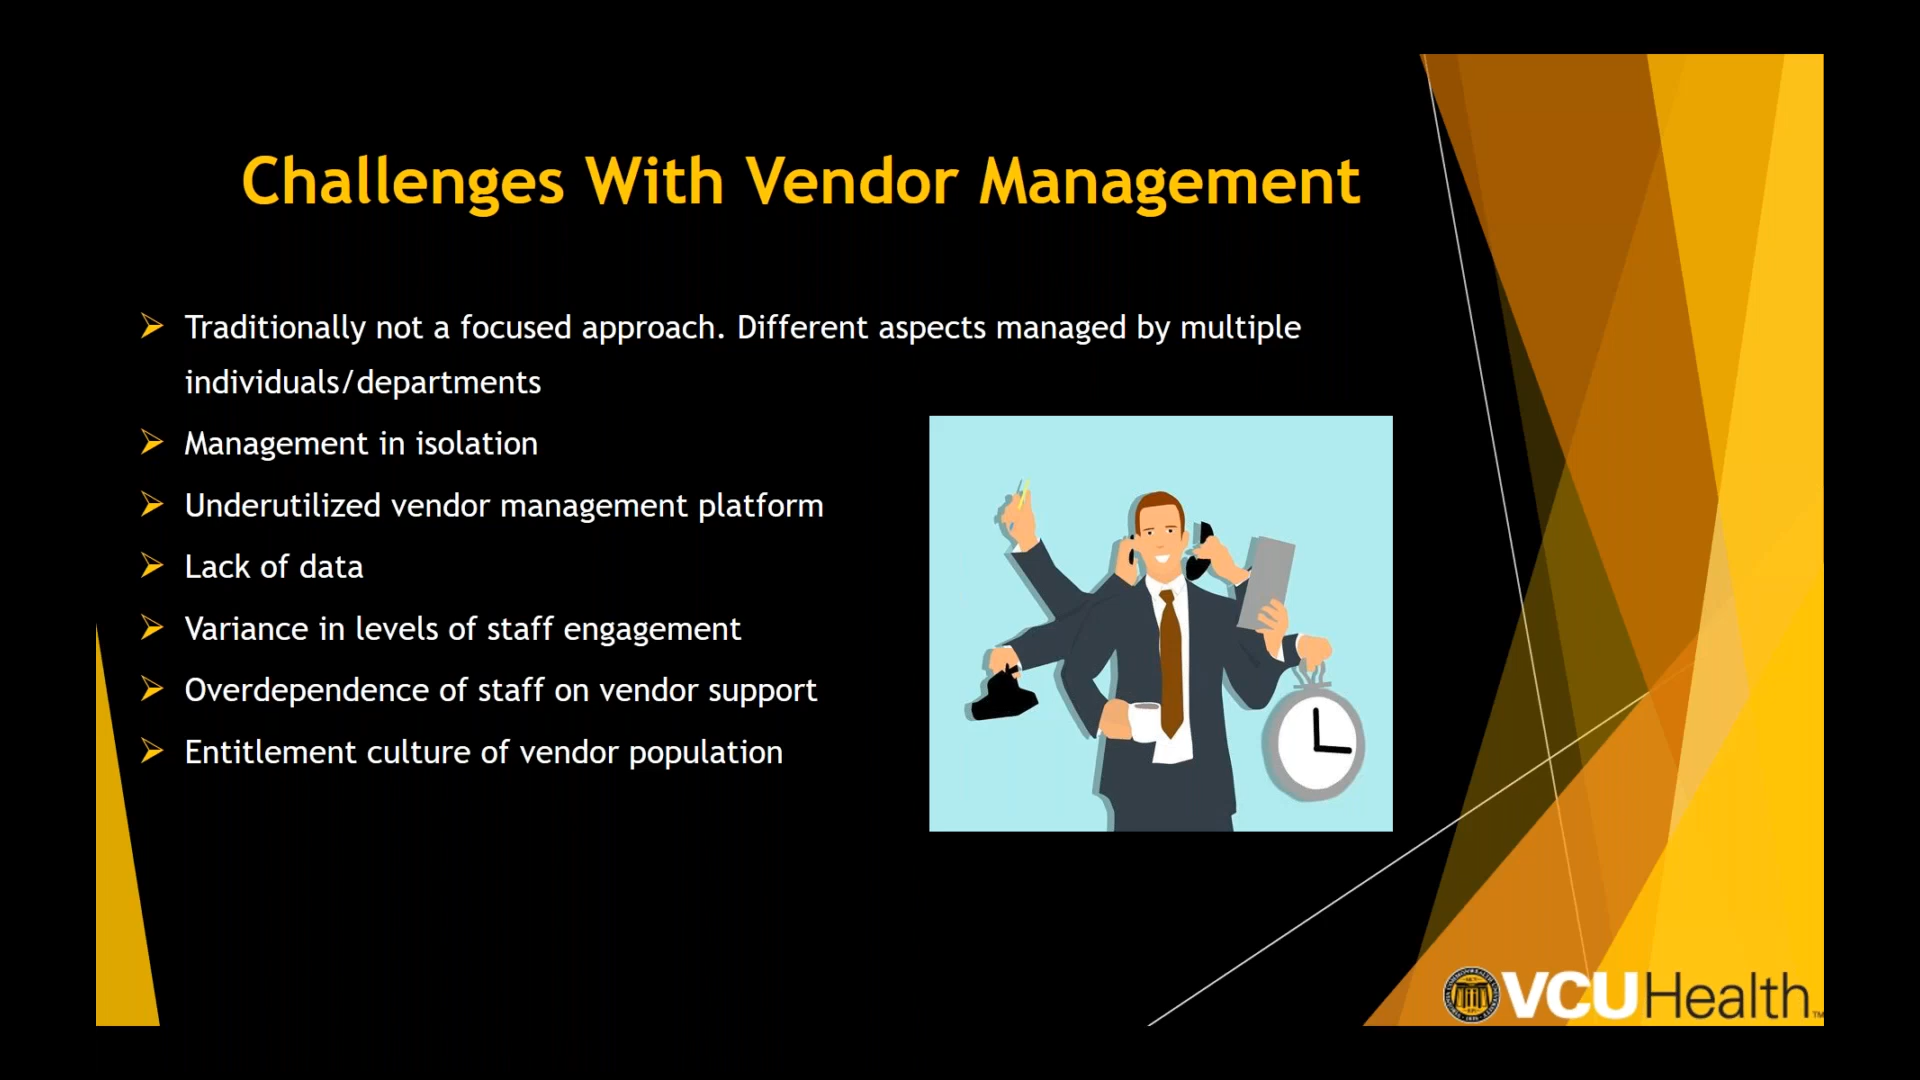 Challenges With Vendor Management
Traditionally not a focused approach. Different aspects managed by multiple
individuals/departments
Management in isolation
Underutilized vendor management platform
Lack of data
Variance in levels of staff engagement
Overdependence of staff on vendor support
Entitlement culture of vendor population
VCUHealth™